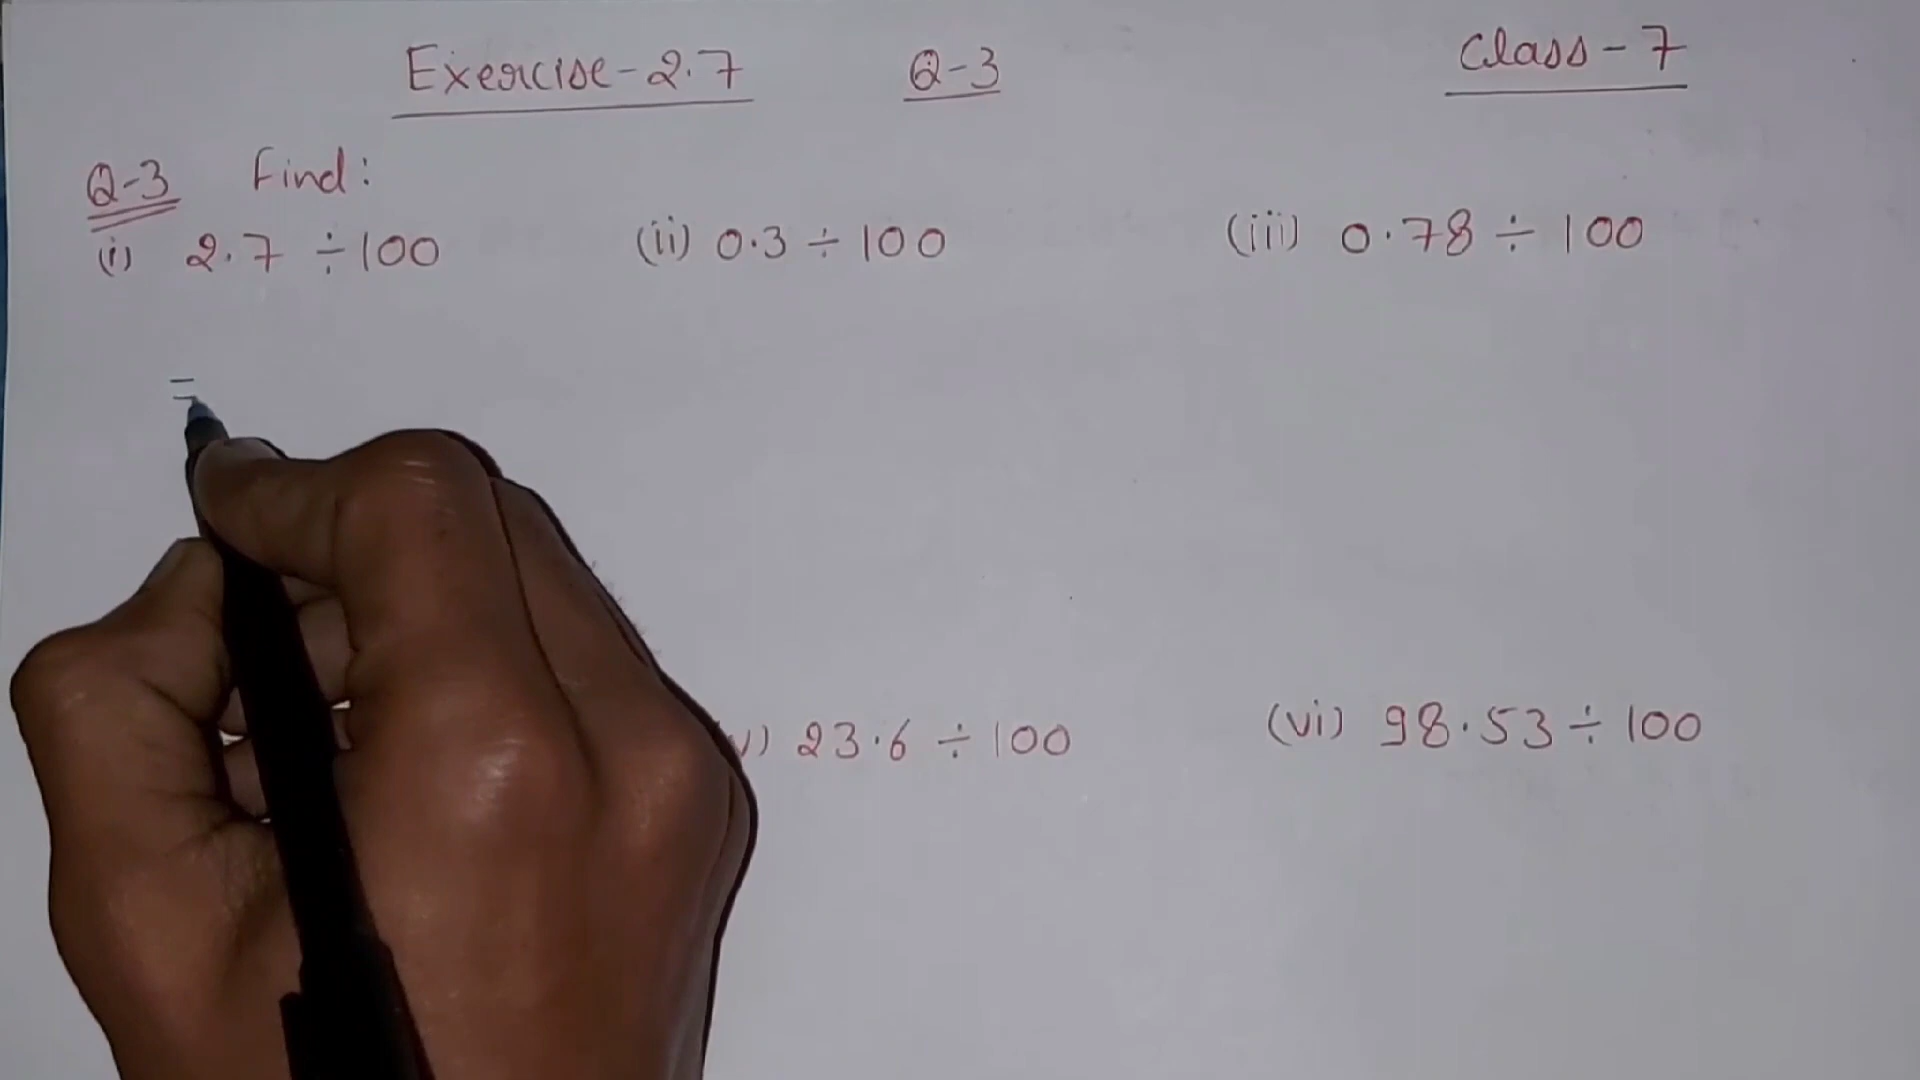 Exercise-2.7 Q-3 Class-7
Q-3 Find:
(i) 2.7 ÷ 100 (ii) 0.3 ÷ 100 (iii) 0.78 ÷ 100
=
23.6 ÷ 100 (vi) 98.53 ÷ 100